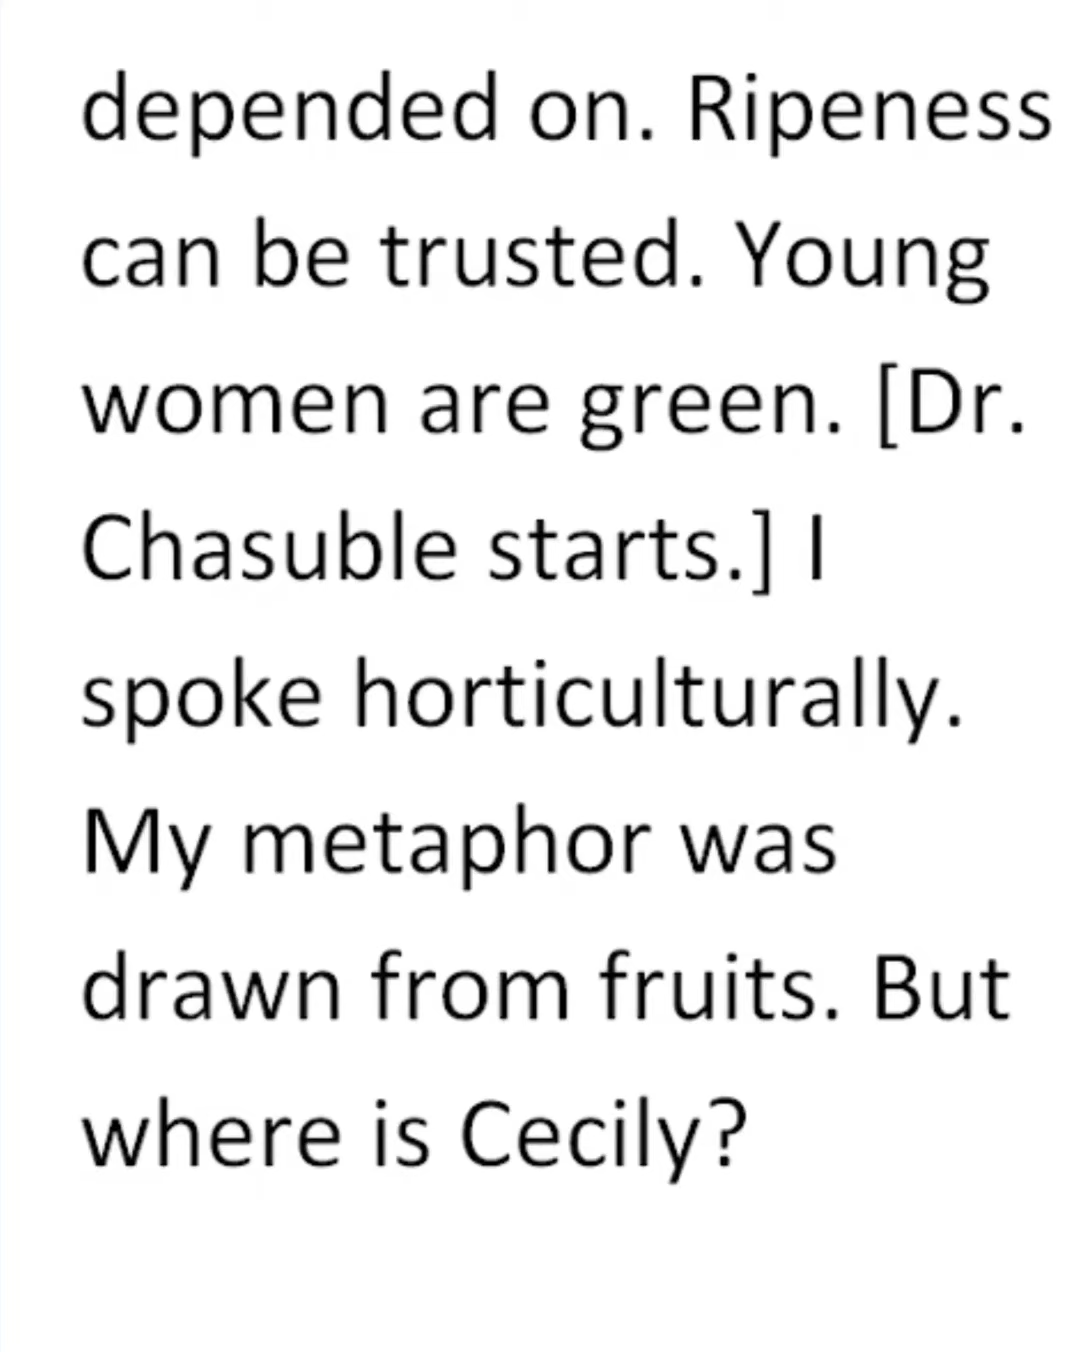 depended on. Ripeness
can be trusted. Young
women are green. [Dr.
Chasuble starts.] I
spoke horticulturally.
My metaphor was
drawn from fruits. But
where is Cecily?